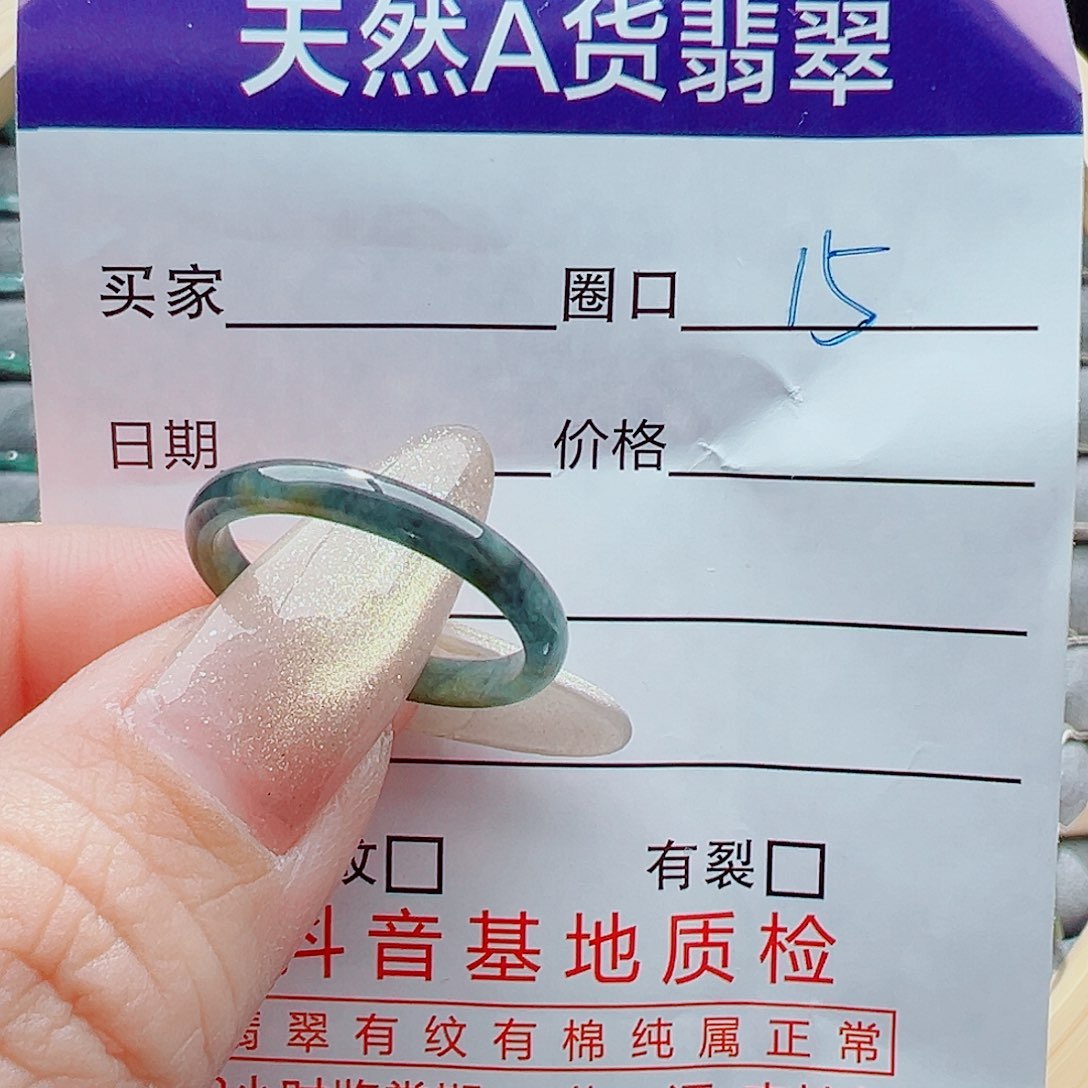 天然A货翡翠
买家 圈口 15
日期 价格
纹□ 有裂□
抖音基地质检
翡翠有纹有棉纯属正常